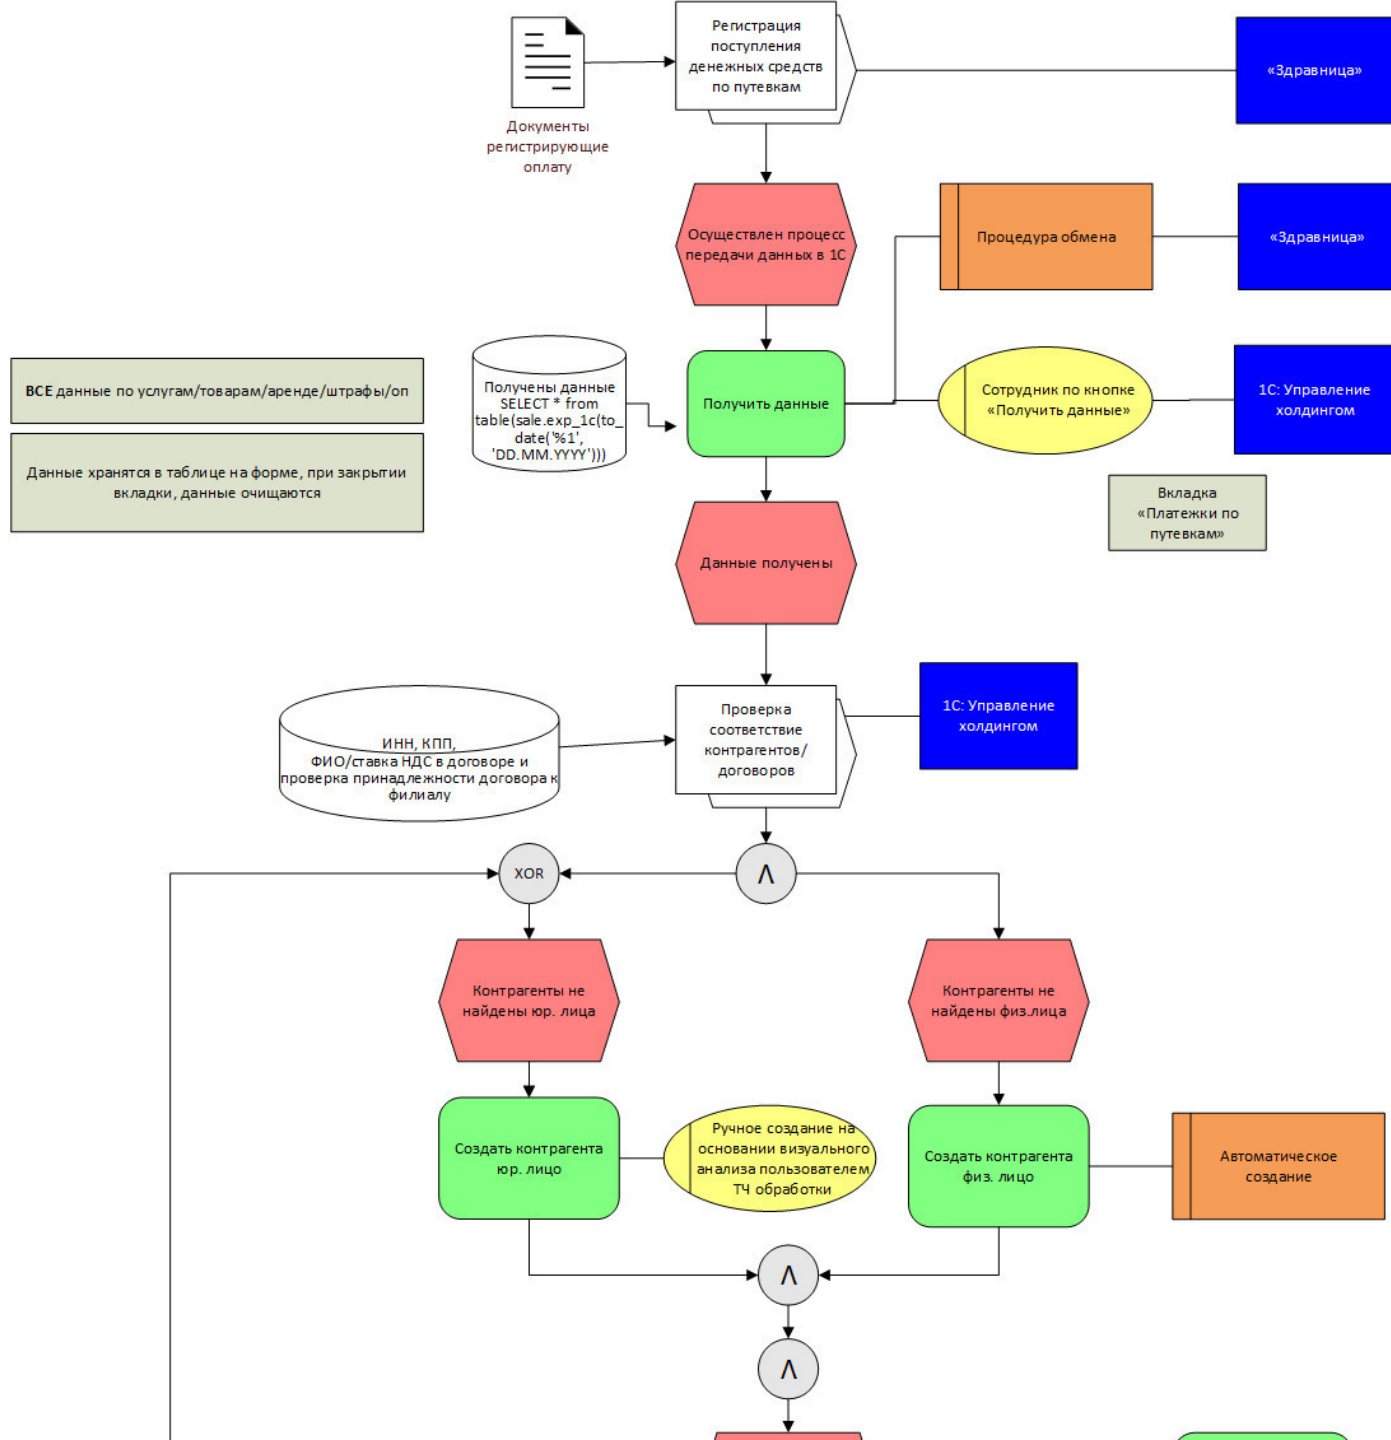 Регистрация
поступления
денежных средств
по путевкам
«Здравница»
Документы
регистрирующие
оплату
Осуществлен процесс
передачи данных в 1С
Процедура обмена
«Здравница»
ВСЕ данные по услугам/товарам/аренде/штрафы/оп
Получены данные
SELECT * from
table(sale.exp_1c(to_
date('%1',
'DD.MM.YYYY')))
Получить данные
Сотрудник по кнопке
«Получить данные»
1С: Управление
холдингом
Данные хранятся в таблице на форме, при закрытии
вкладки, данные очищаются
Вкладка
«Платежки по
путевкам»
Данные получены
ИНН, КПП,
ФИО/ставка НДС в договоре и
проверка принадлежности договора к
филиалу
Проверка
соответствие
контрагентов/
договоров
1С: Управление
холдингом
XOR
Λ
Контрагенты не
найдены юр. лица
Контрагенты не
найдены физ.лица
Создать контрагента
юр. лицо
Ручное создание на
основании визуального
анализа пользователем
ТЧ обработки
Создать контрагента
физ. лицо
Автоматическое
создание
Λ
Λ